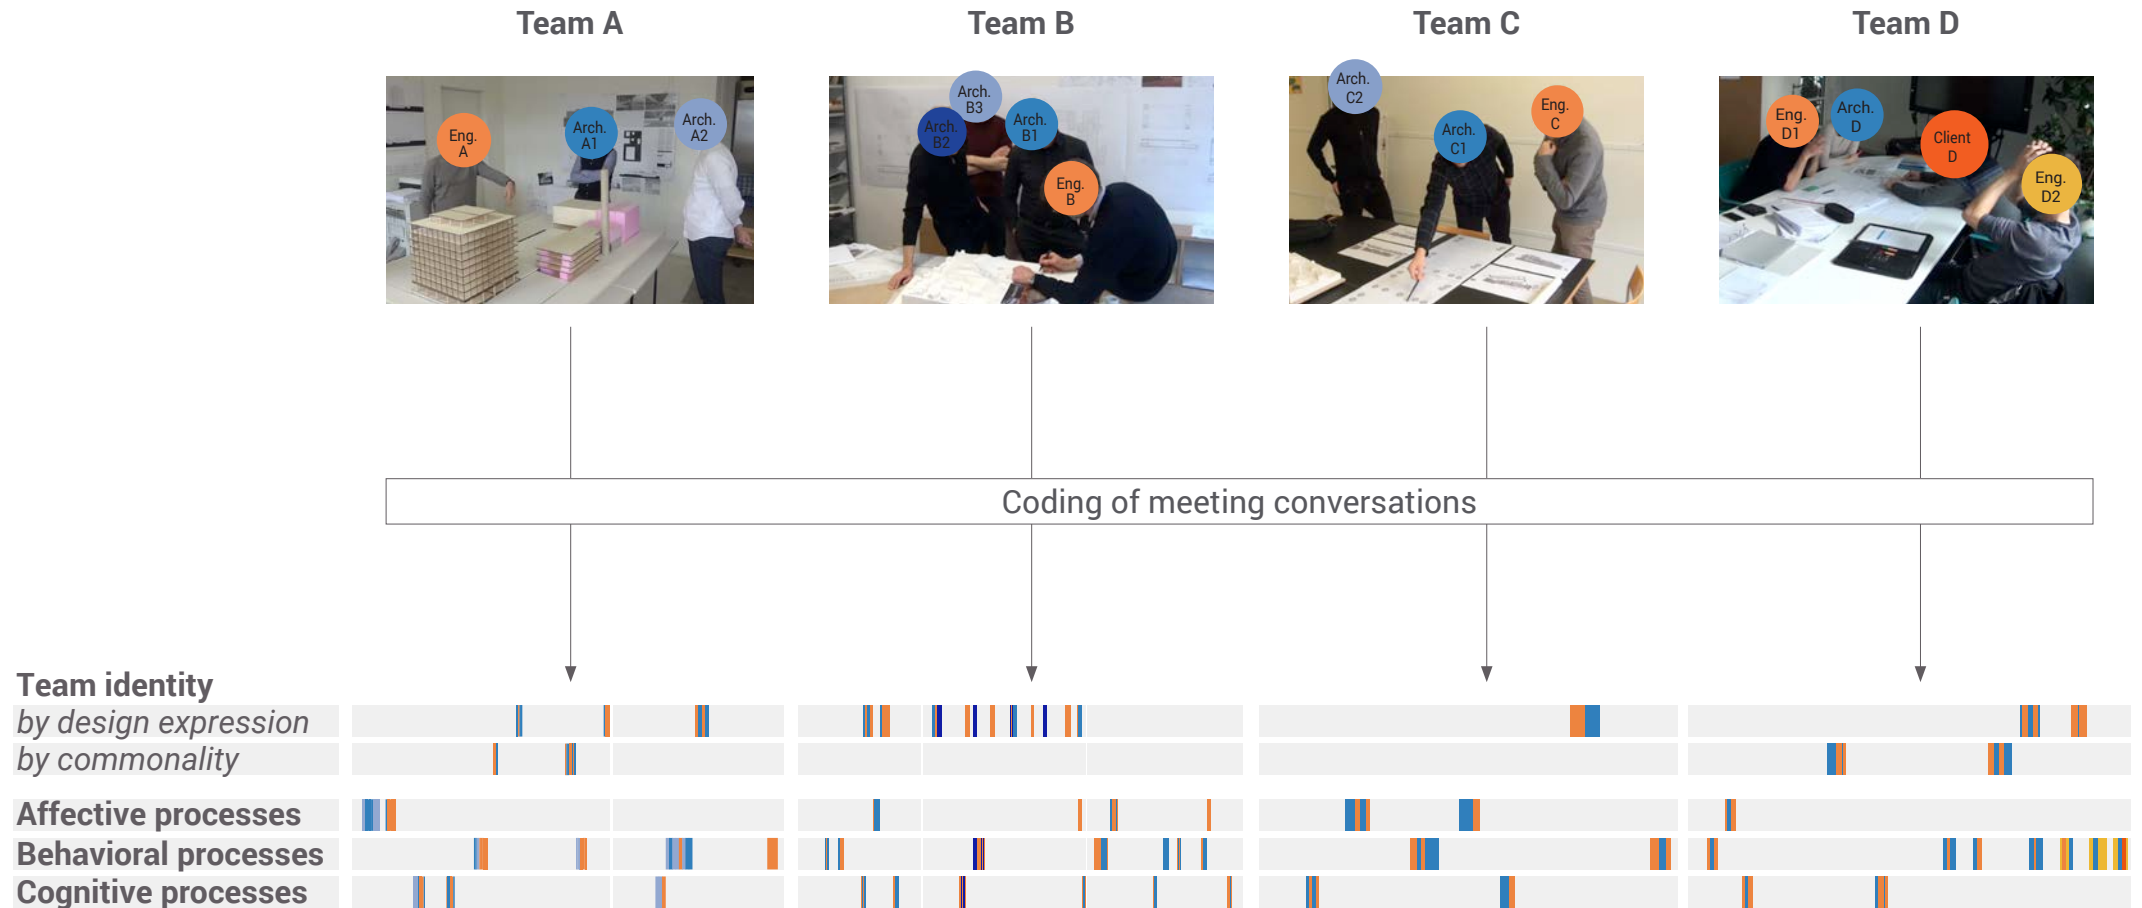 Team A
Team B
Team C
Team D
Eng.
A
Arch.
A1
Arch.
A2
Arch.
B3
Arch.
B2
Arch.
B1
Eng.
B
Arch.
C2
Arch.
C1
Eng.
C
Eng.
D1
Arch.
D
Client
D
Eng.
D2
Coding of meeting conversations
Team identity
by design expression
by commonality
Affective processes
Behavioral processes
Cognitive processes